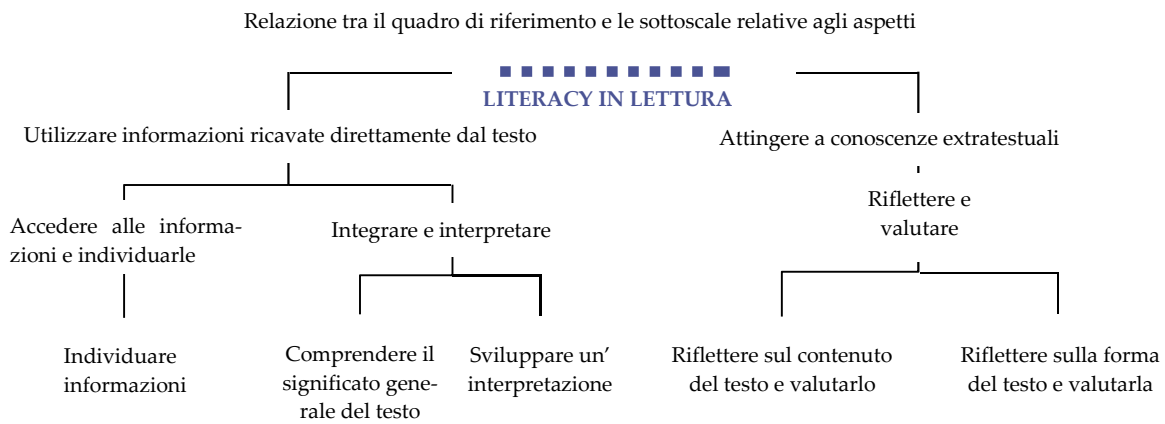 Relazione tra il quadro di riferimento e le sottoscale relative agli aspetti
LITERACY IN LETTURA
Utilizzare informazioni ricavate direttamente dal testo
Attingere a conoscenze extratestuali
Accedere alle informa-
zioni e individuarle
Integrare e interpretare
Riflettere e
valutare
Individuare
informazioni
Comprendere il
significato gene-
rale del testo
Sviluppare un'
interpretazione
Riflettere sul contenuto
del testo e valutarlo
Riflettere sulla forma
del testo e valutarla